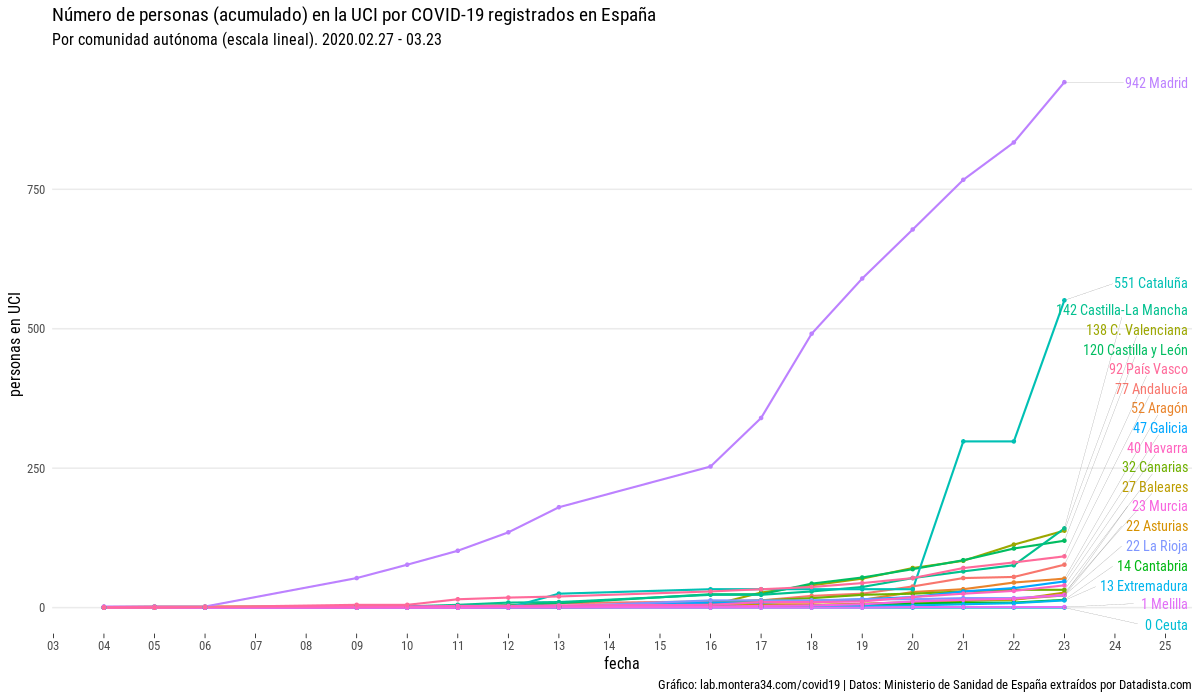 Número de personas (acumulado) en la UCI por COVID-19 registrados en España
Por comunidad autónoma (escala lineal). 2020.02.27 - 03.23
942 Madrid
750
551 Cataluña
142 Castilla-La Mancha
500
138 C. Valenciana
120 Castilla y León
92 País Vasco
77 Andalucía
52 Aragón
47 Galicia
40 Navarra
250
32 Canarias
27 Baleares
23 Murcia
22 Asturias
22 La Rioja
14 Cantabria
13 Extremadura
1 Melilla
0
0 Ceuta
personas en UCI
03 04 05 06 07 08 09 10 11 12 13 14 15 16 17 18 19 20 21 22 23 24 25
fecha
Gráfico: lab.montera34.com/covid19 | Datos: Ministerio de Sanidad de España extraídos por Datadista.com